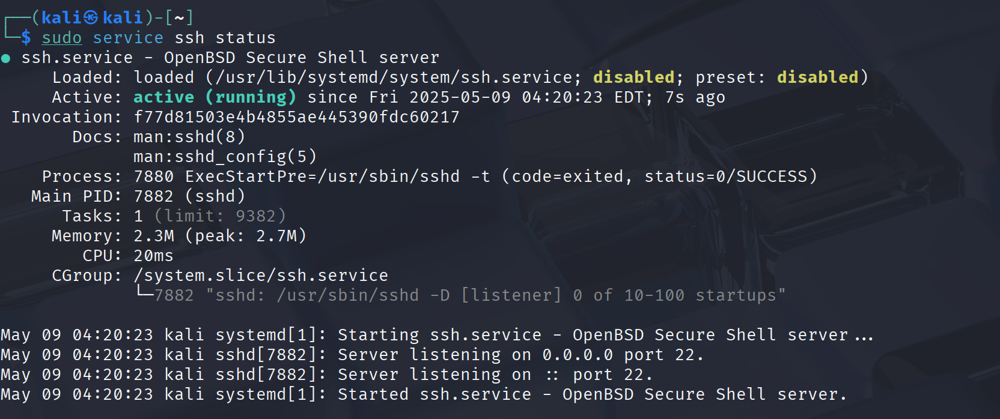 ┌──(kali㉿kali)-[~]
└─$ sudo service ssh status
● ssh.service - OpenBSD Secure Shell server
Loaded: loaded (/usr/lib/systemd/system/ssh.service; disabled; preset: disabled)
Active: active (running) since Fri 2025-05-09 04:20:23 EDT; 7s ago
Invocation: f77d81503e4b4855ae445390fdc60217
Docs: man:sshd(8)
man:sshd_config(5)
Process: 7880 ExecStartPre=/usr/sbin/sshd -t (code=exited, status=0/SUCCESS)
Main PID: 7882 (sshd)
Tasks: 1 (limit: 9382)
Memory: 2.3M (peak: 2.7M)
CPU: 20ms
CGroup: /system.slice/ssh.service
└─7882 "sshd: /usr/sbin/sshd -D [listener] 0 of 10-100 startups"
May 09 04:20:23 kali systemd[1]: Starting ssh.service - OpenBSD Secure Shell server...
May 09 04:20:23 kali sshd[7882]: Server listening on 0.0.0.0 port 22.
May 09 04:20:23 kali sshd[7882]: Server listening on :: port 22.
May 09 04:20:23 kali systemd[1]: Started ssh.service - OpenBSD Secure Shell server.